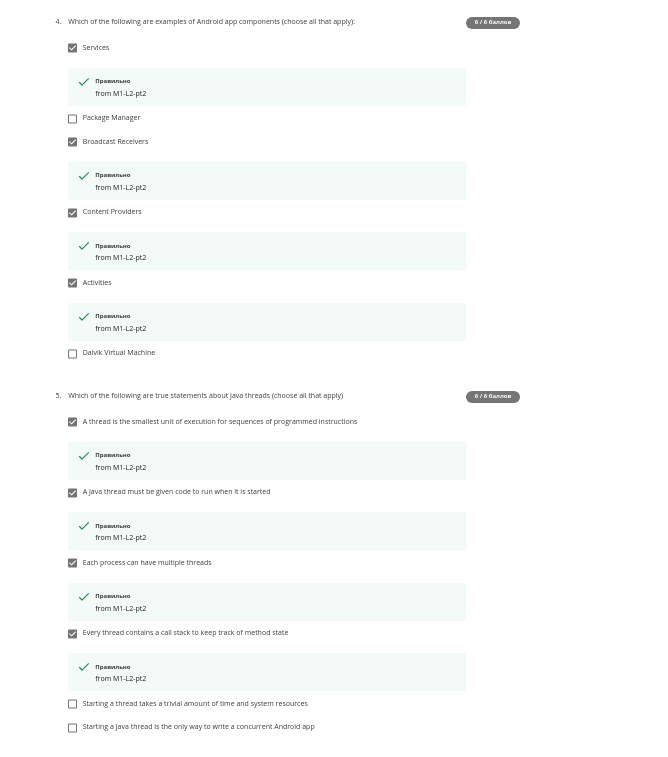 4. Which of the following are examples of Android app components (choose all that apply):
6 / 6 баллов
Services
Правильно
from M1-L2-pt2
Package Manager
Broadcast Receivers
Правильно
from M1-L2-pt2
Content Providers
Правильно
from M1-L2-pt2
Activities
Правильно
from M1-L2-pt2
Dalvik Virtual Machine
5. Which of the following are true statements about Java threads (choose all that apply)
6 / 6 баллов
A thread is the smallest unit of execution for sequences of programmed instructions
Правильно
from M1-L2-pt2
A Java thread must be given code to run when it is started
Правильно
from M1-L2-pt2
Each process can have multiple threads
Правильно
from M1-L2-pt2
Every thread contains a call stack to keep track of method state
Правильно
from M1-L2-pt2
Starting a thread takes a trivial amount of time and system resources
Starting a Java thread is the only way to write a concurrent Android app